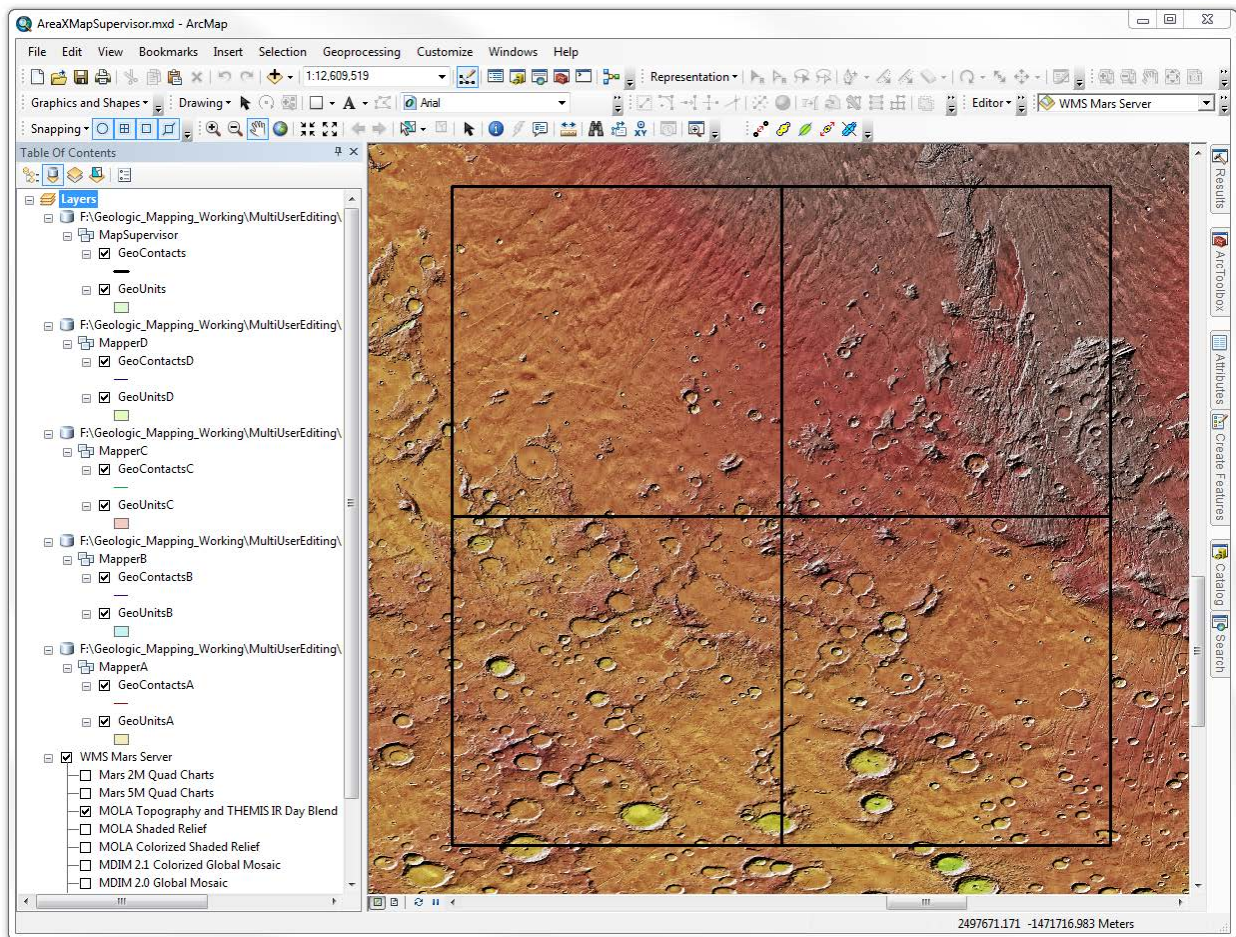 AreaXMapSupervisor.mxd - ArcMap
File Edit View Bookmarks Insert Selection Geoprocessing Customize Windows Help
1:12,609,519 Representation
Graphics and Shapes Drawing A Arial Editor WMS Mars Server
Snapping
Table Of Contents
Layers
F:\Geologic_Mapping_Working\MultiUserEditing\
MapSupervisor
GeoContacts
GeoUnits
F:\Geologic_Mapping_Working\MultiUserEditing\
MapperD
GeoContactsD
GeoUnitsD
F:\Geologic_Mapping_Working\MultiUserEditing\
MapperC
GeoContactsC
GeoUnitsC
F:\Geologic_Mapping_Working\MultiUserEditing\
MapperB
GeoContactsB
GeoUnitsB
F:\Geologic_Mapping_Working\MultiUserEditing\
MapperA
GeoContactsA
GeoUnitsA
WMS Mars Server
Mars 2M Quad Charts
Mars 5M Quad Charts
MOLA Topography and THEMIS IR Day Blend
MOLA Shaded Relief
MOLA Colorized Shaded Relief
MDIM 2.1 Colorized Global Mosaic
MDIM 2.0 Global Mosaic
Results
ArcToolbox
Attributes
Create Features
Catalog
Search
2497671.171 -1471716.983 Meters